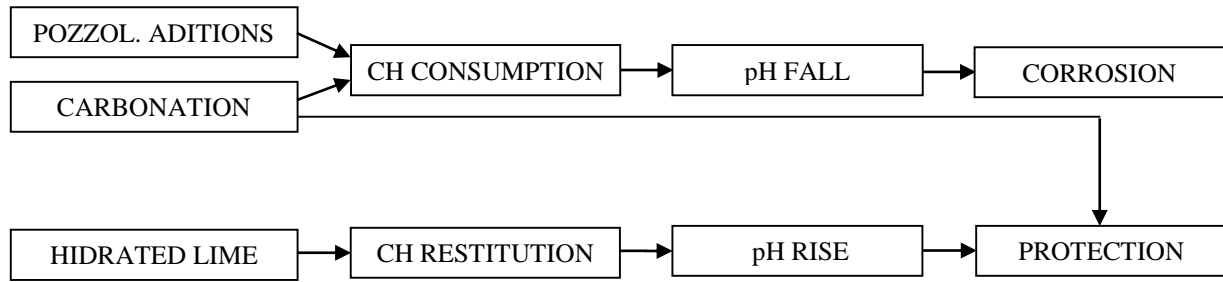 POZZOL. ADITIONS
CARBONATION
CH CONSUMPTION
pH FALL
CORROSION
HIDRATED LIME
CH RESTITUTION
pH RISE
PROTECTION